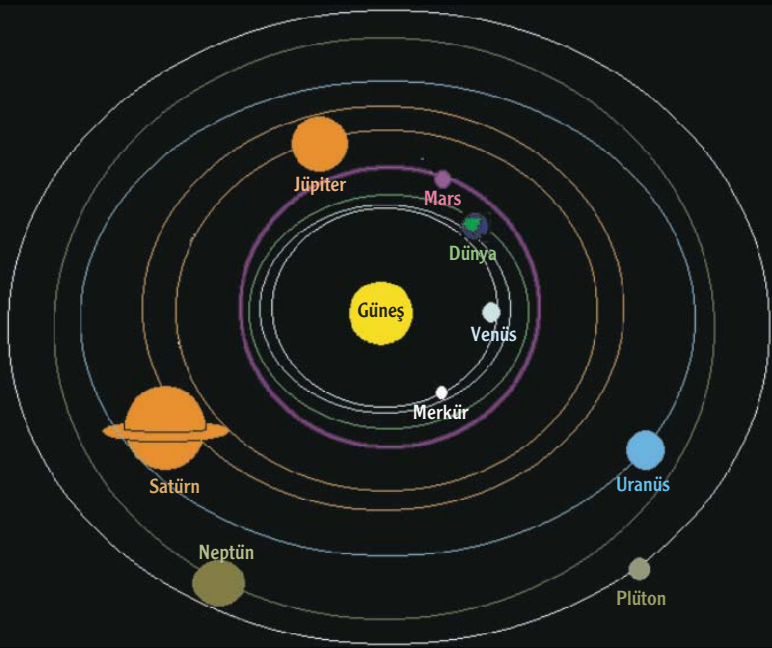 Jüpiter
Mars
Dünya
Güneş
Venüs
Merkür
Satürn
Uranüs
Neptün
Plüton